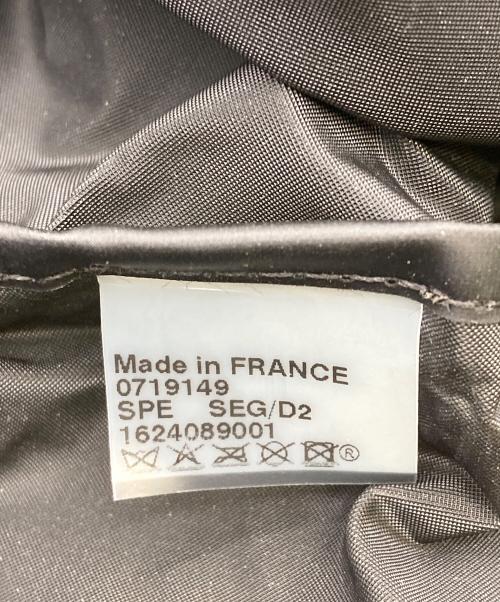 Made in FRANCE
0719149
SPE SEG/D2
1624089001
®